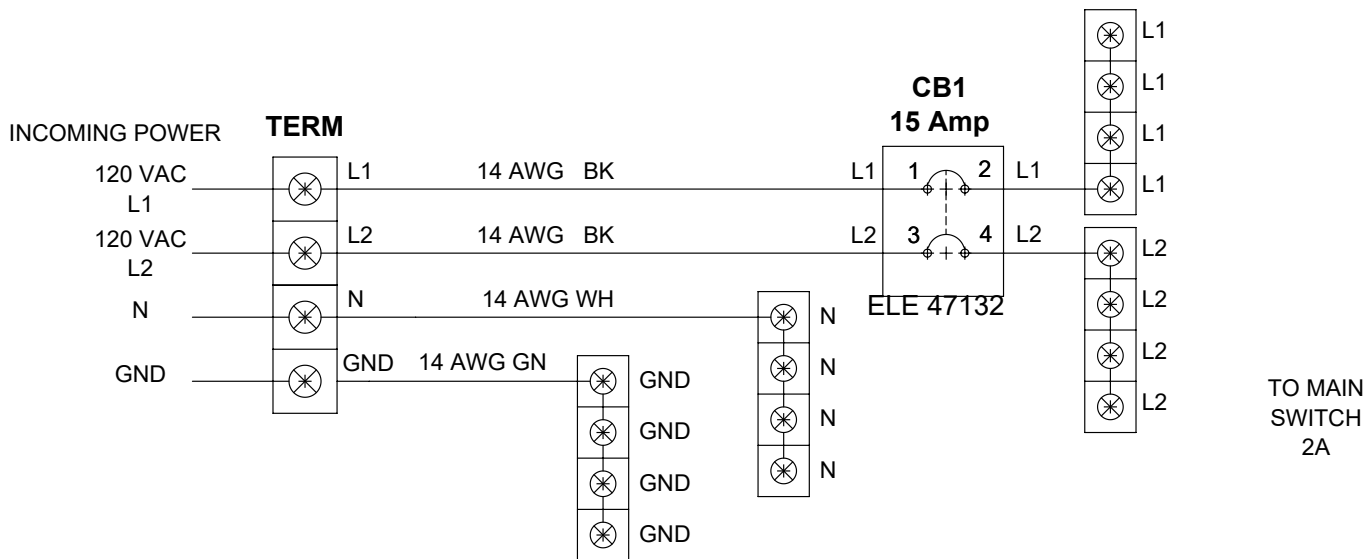 INCOMING POWER
TERM
120 VAC
L1
120 VAC
L2
N
GND
L1
14 AWG BK
L2
14 AWG BK
N
14 AWG WH
GND
14 AWG GN
GND
GND
GND
GND
N
N
N
N
CB1
15 Amp
L1
1
2
L1
L2
3
4
L2
ELE 47132
L1
L1
L1
L1
L2
L2
L2
L2
TO MAIN
SWITCH
2A